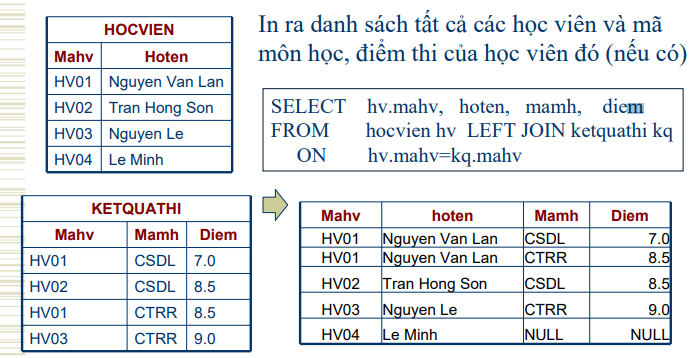 HOCVIEN
Mahv Hoten
HV01 Nguyen Van Lan
HV02 Tran Hong Son
HV03 Nguyen Le
HV04 Le Minh
In ra danh sách tất cả các học viên và mã
môn học, điểm thi của học viên đó (nếu có)
SELECT hv.mahv, hoten, mamh, diem
FROM hocvien hv LEFT JOIN ketquathi kq
ON hv.mahv=kq.mahv
KETQUATHI
Mahv Mamh Diem
HV01 CSDL 7.0
HV02 CSDL 8.5
HV01 CTRR 8.5
HV03 CTRR 9.0
Mahv hoten Mamh Diem
HV01 Nguyen Van Lan CSDL 7.0
HV01 Nguyen Van Lan CTRR 8.5
HV02 Tran Hong Son CSDL 8.5
HV03 Nguyen Le CTRR 9.0
HV04 Le Minh NULL NULL